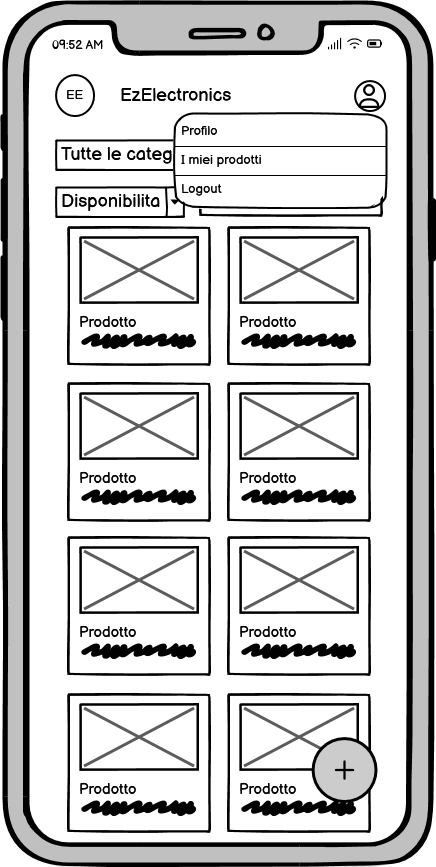 09:52 AM
EE
EzElectronics
Profilo
I miei prodotti
Logout
Tutte le categ
Disponibilita
Prodotto
Prodotto
Prodotto
Prodotto
Prodotto
Prodotto
Prodotto
Prodotto
+